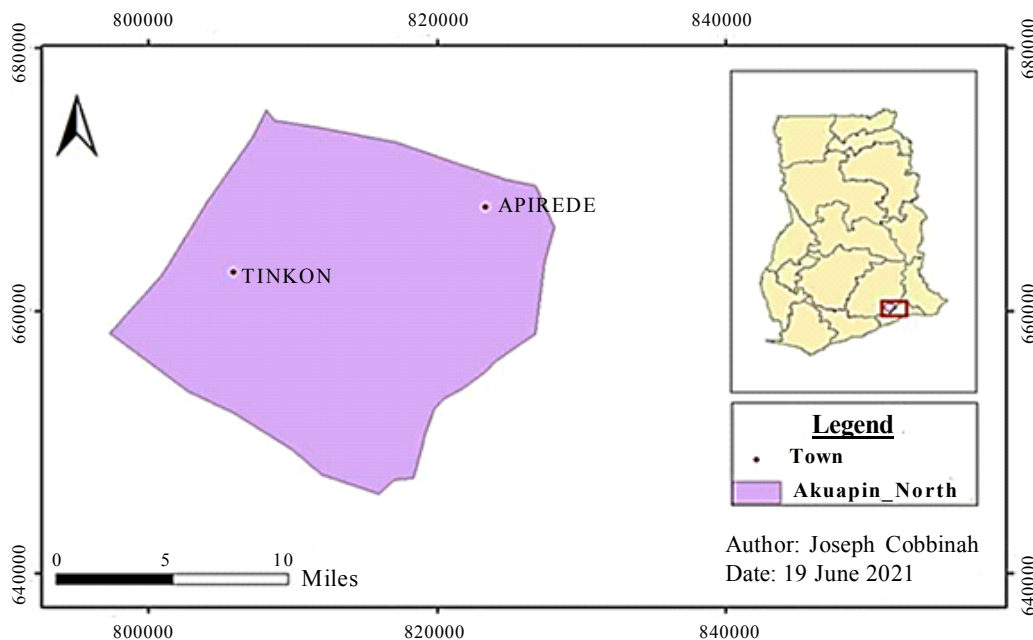 800000 820000 840000
680000 680000
APIREDE
TINKON
660000 660000
Legend
Town
Akuapin_North
Author: Joseph Cobbinah
Date: 19 June 2021
0 5 10
Miles
640000 640000
800000 820000 840000